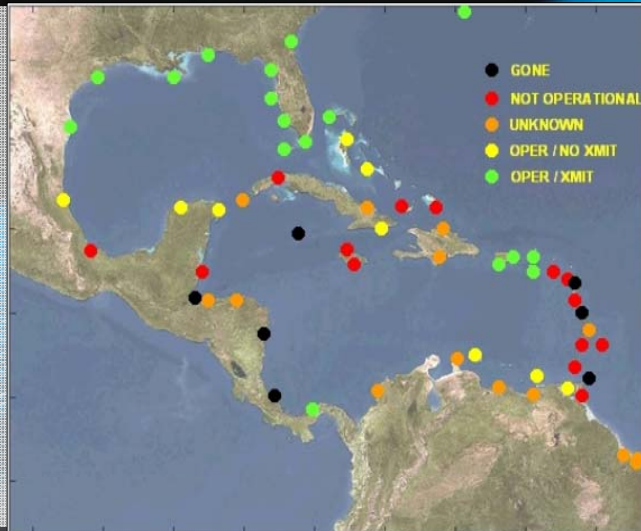 GONE
NOT OPERATIONAL
UNKNOWN
OPER / NO XMIT
OPER / XMIT